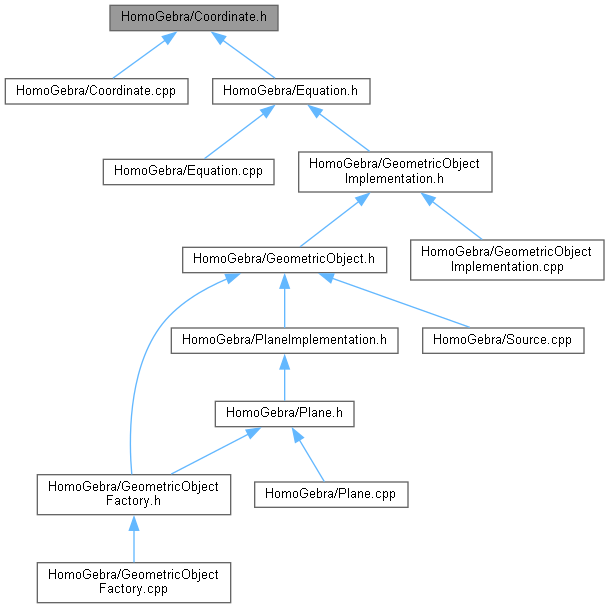 HomoGebra/Coordinate.h
HomoGebra/Coordinate.cpp
HomoGebra/Equation.h
HomoGebra/Equation.cpp
HomoGebra/GeometricObject
Implementation.h
HomoGebra/GeometricObject.h
HomoGebra/GeometricObject
Implementation.cpp
HomoGebra/PlaneImplementation.h
HomoGebra/Source.cpp
HomoGebra/Plane.h
HomoGebra/GeometricObject
Factory.h
HomoGebra/Plane.cpp
HomoGebra/GeometricObject
Factory.cpp